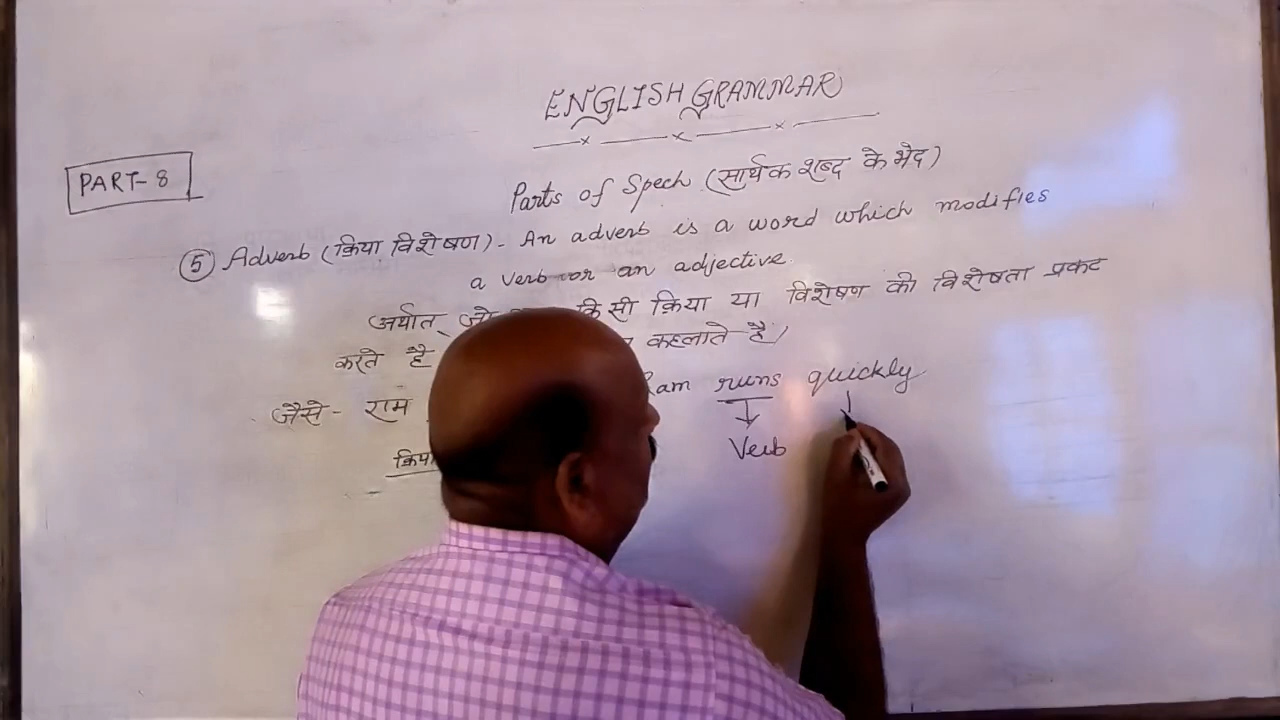 ENGLISH GRAMMAR
PART-8
Parts of Spech (सार्थक शब्द के भेद)
5 Adverb (क्रिया विशेषण) - An adverb is a word which modifies
a verb or an adjective.
अर्थात् जो किसी क्रिया या विशेषण की विशेषता प्रकट
करते है कहलाते है।
जैसे - राम Ram runs quickly
Verb